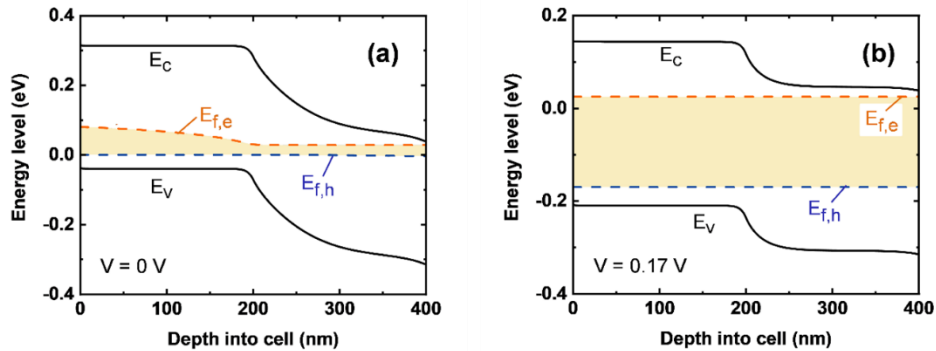 0.4
0.2
0.0
-0.2
-0.4
Energy level (eV)
(a)
E_C
E_f,e
E_f,h
E_V
V = 0 V
0 100 200 300 400
Depth into cell (nm)
0.2
0.0
-0.2
-0.4
Energy level (eV)
(b)
E_C
E_f,e
E_f,h
E_V
V = 0.17 V
0 100 200 300 400
Depth into cell (nm)